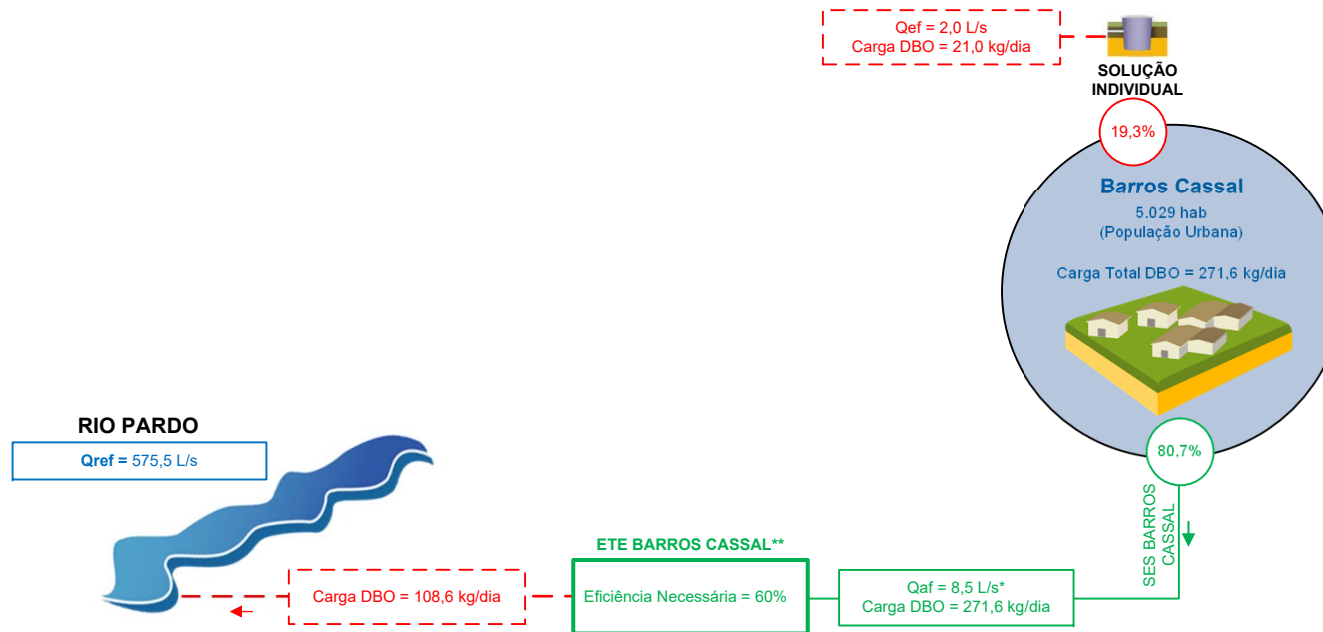 Qef = 2,0 L/s
Carga DBO = 21,0 kg/dia
SOLUÇÃO
INDIVIDUAL
19,3%
Barros Cassal
5.029 hab
(População Urbana)
Carga Total DBO = 271,6 kg/dia
80,7%
SES BARROS
CASSAL
RIO PARDO
Qref = 575,5 L/s
ETE BARROS CASSAL**
Carga DBO = 108,6 kg/dia
Eficiência Necessária = 60%
Qaf = 8,5 L/s*
Carga DBO = 271,6 kg/dia